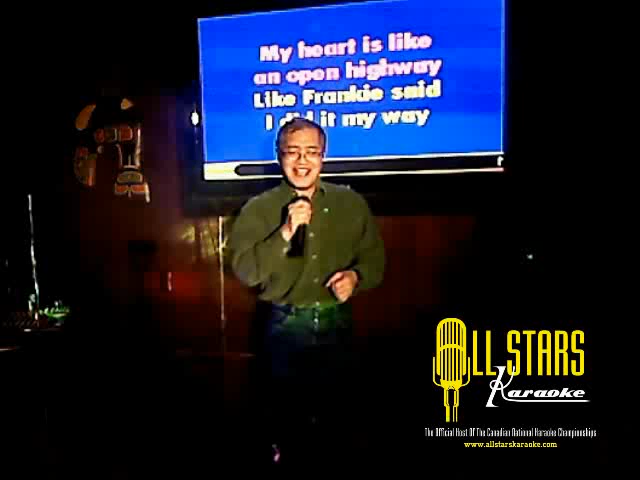 My heart is like
an open highway
Like Frankie said
I did it my way
ALL STARS
Karaoke
The Official Host Of The Canadian National Karaoke Championships
www.allstarskaraoke.com